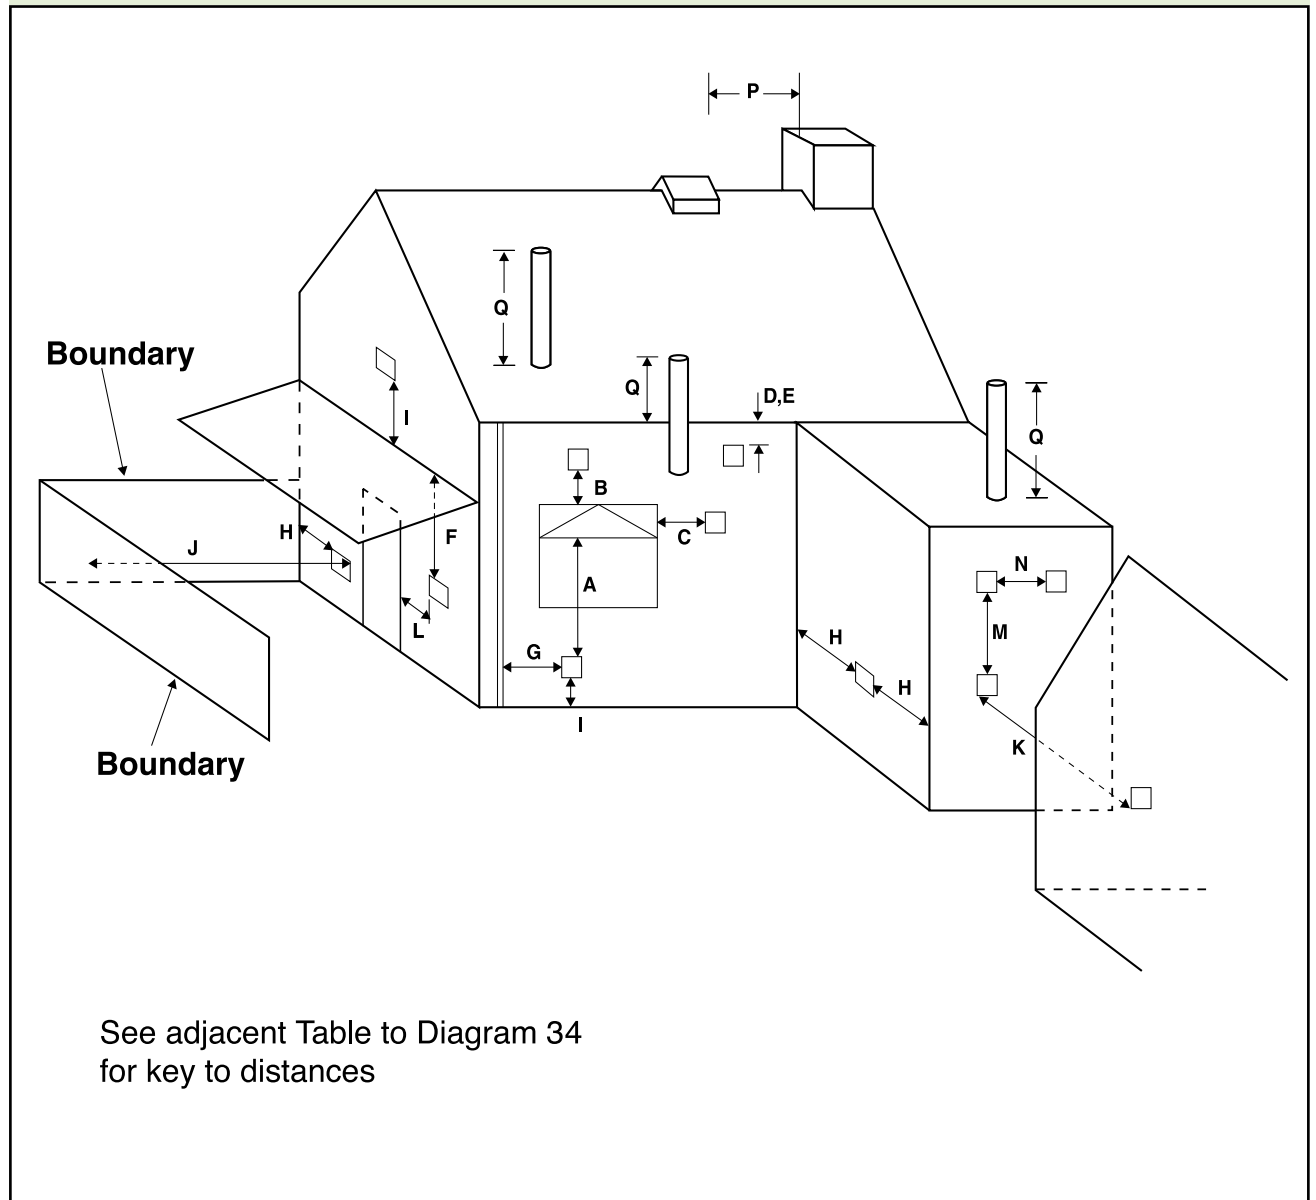 P
Q
Boundary
Q
D,E
Q
I
B
C
H
F
J
A
N
L
M
G
H
H
I
K
Boundary
See adjacent Table to Diagram 34
for key to distances